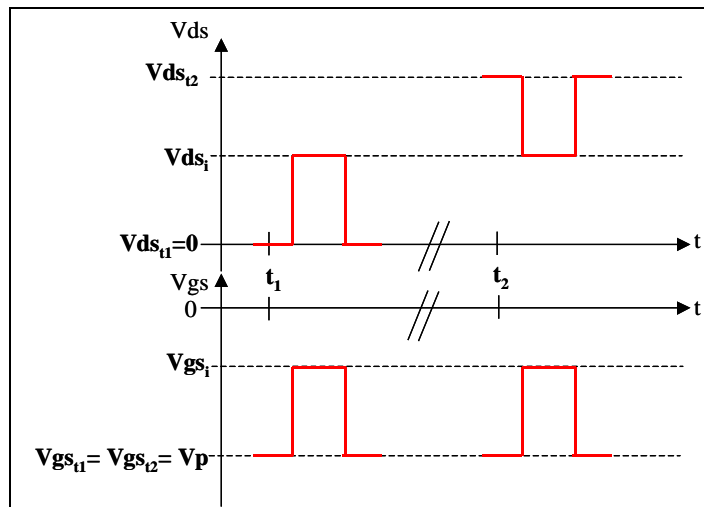 Vds
Vds_t2
Vds_i
Vds_t1=0
t
t_1
t_2
Vgs
0
t
Vgs_i
Vgs_t1= Vgs_t2= Vp